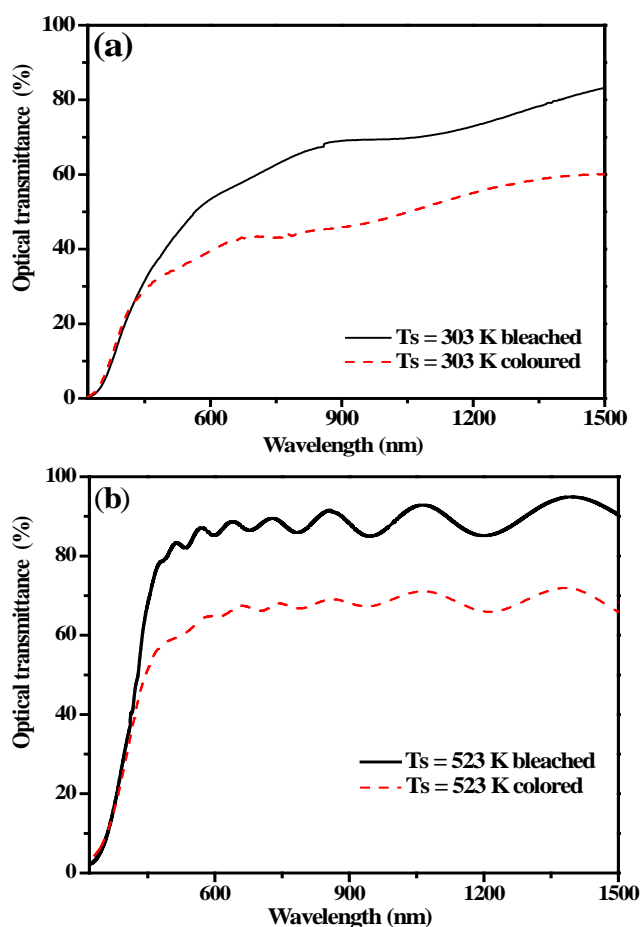 (a)
100
80
60
40
20
0
Optical transmittance (%)
Ts = 303 K bleached
Ts = 303 K coloured
600
900
1200
1500
Wavelength (nm)
(b)
100
80
60
40
20
0
Optical transmittance (%)
Ts = 523 K bleached
Ts = 523 K colored
600
900
1200
1500
Wavelength (nm)